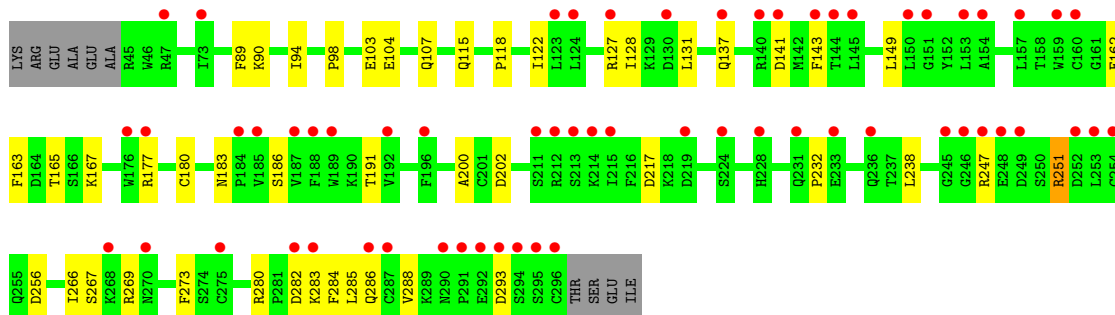 LYS ARG GLU ALA GLU ALA R45 W46 R47 I73 F89 K90 I94 P98 E103 E104 Q107 Q115 P118 I122 L123 L124 R127 I128 K129 D130 L131 Q137 R140 D141 M142 F143 T144 L145 L149 L150 G151 Y152 L153 A154 L157 T158 W159 C160 G161
F163 D164 T165 S166 K167 W176 R177 C180 N183 P184 V185 S186 V187 F188 W189 K190 T191 V192 F196 A200 C201 D202 S211 R212 S213 K214 I215 F216 D217 K218 D219 S224 H228 Q231 P232 E233 Q236 T237 L238 G245 G246 R247 E248 D249 S250 R251 D252 L253
Q255 D256 I266 S267 K268 R269 N270 F273 S274 C275 R280 P281 D282 K283 F284 L285 Q286 C287 V288 K289 N290 P291 E292 D293 S294 S295 C296 THR SER GLU ILE